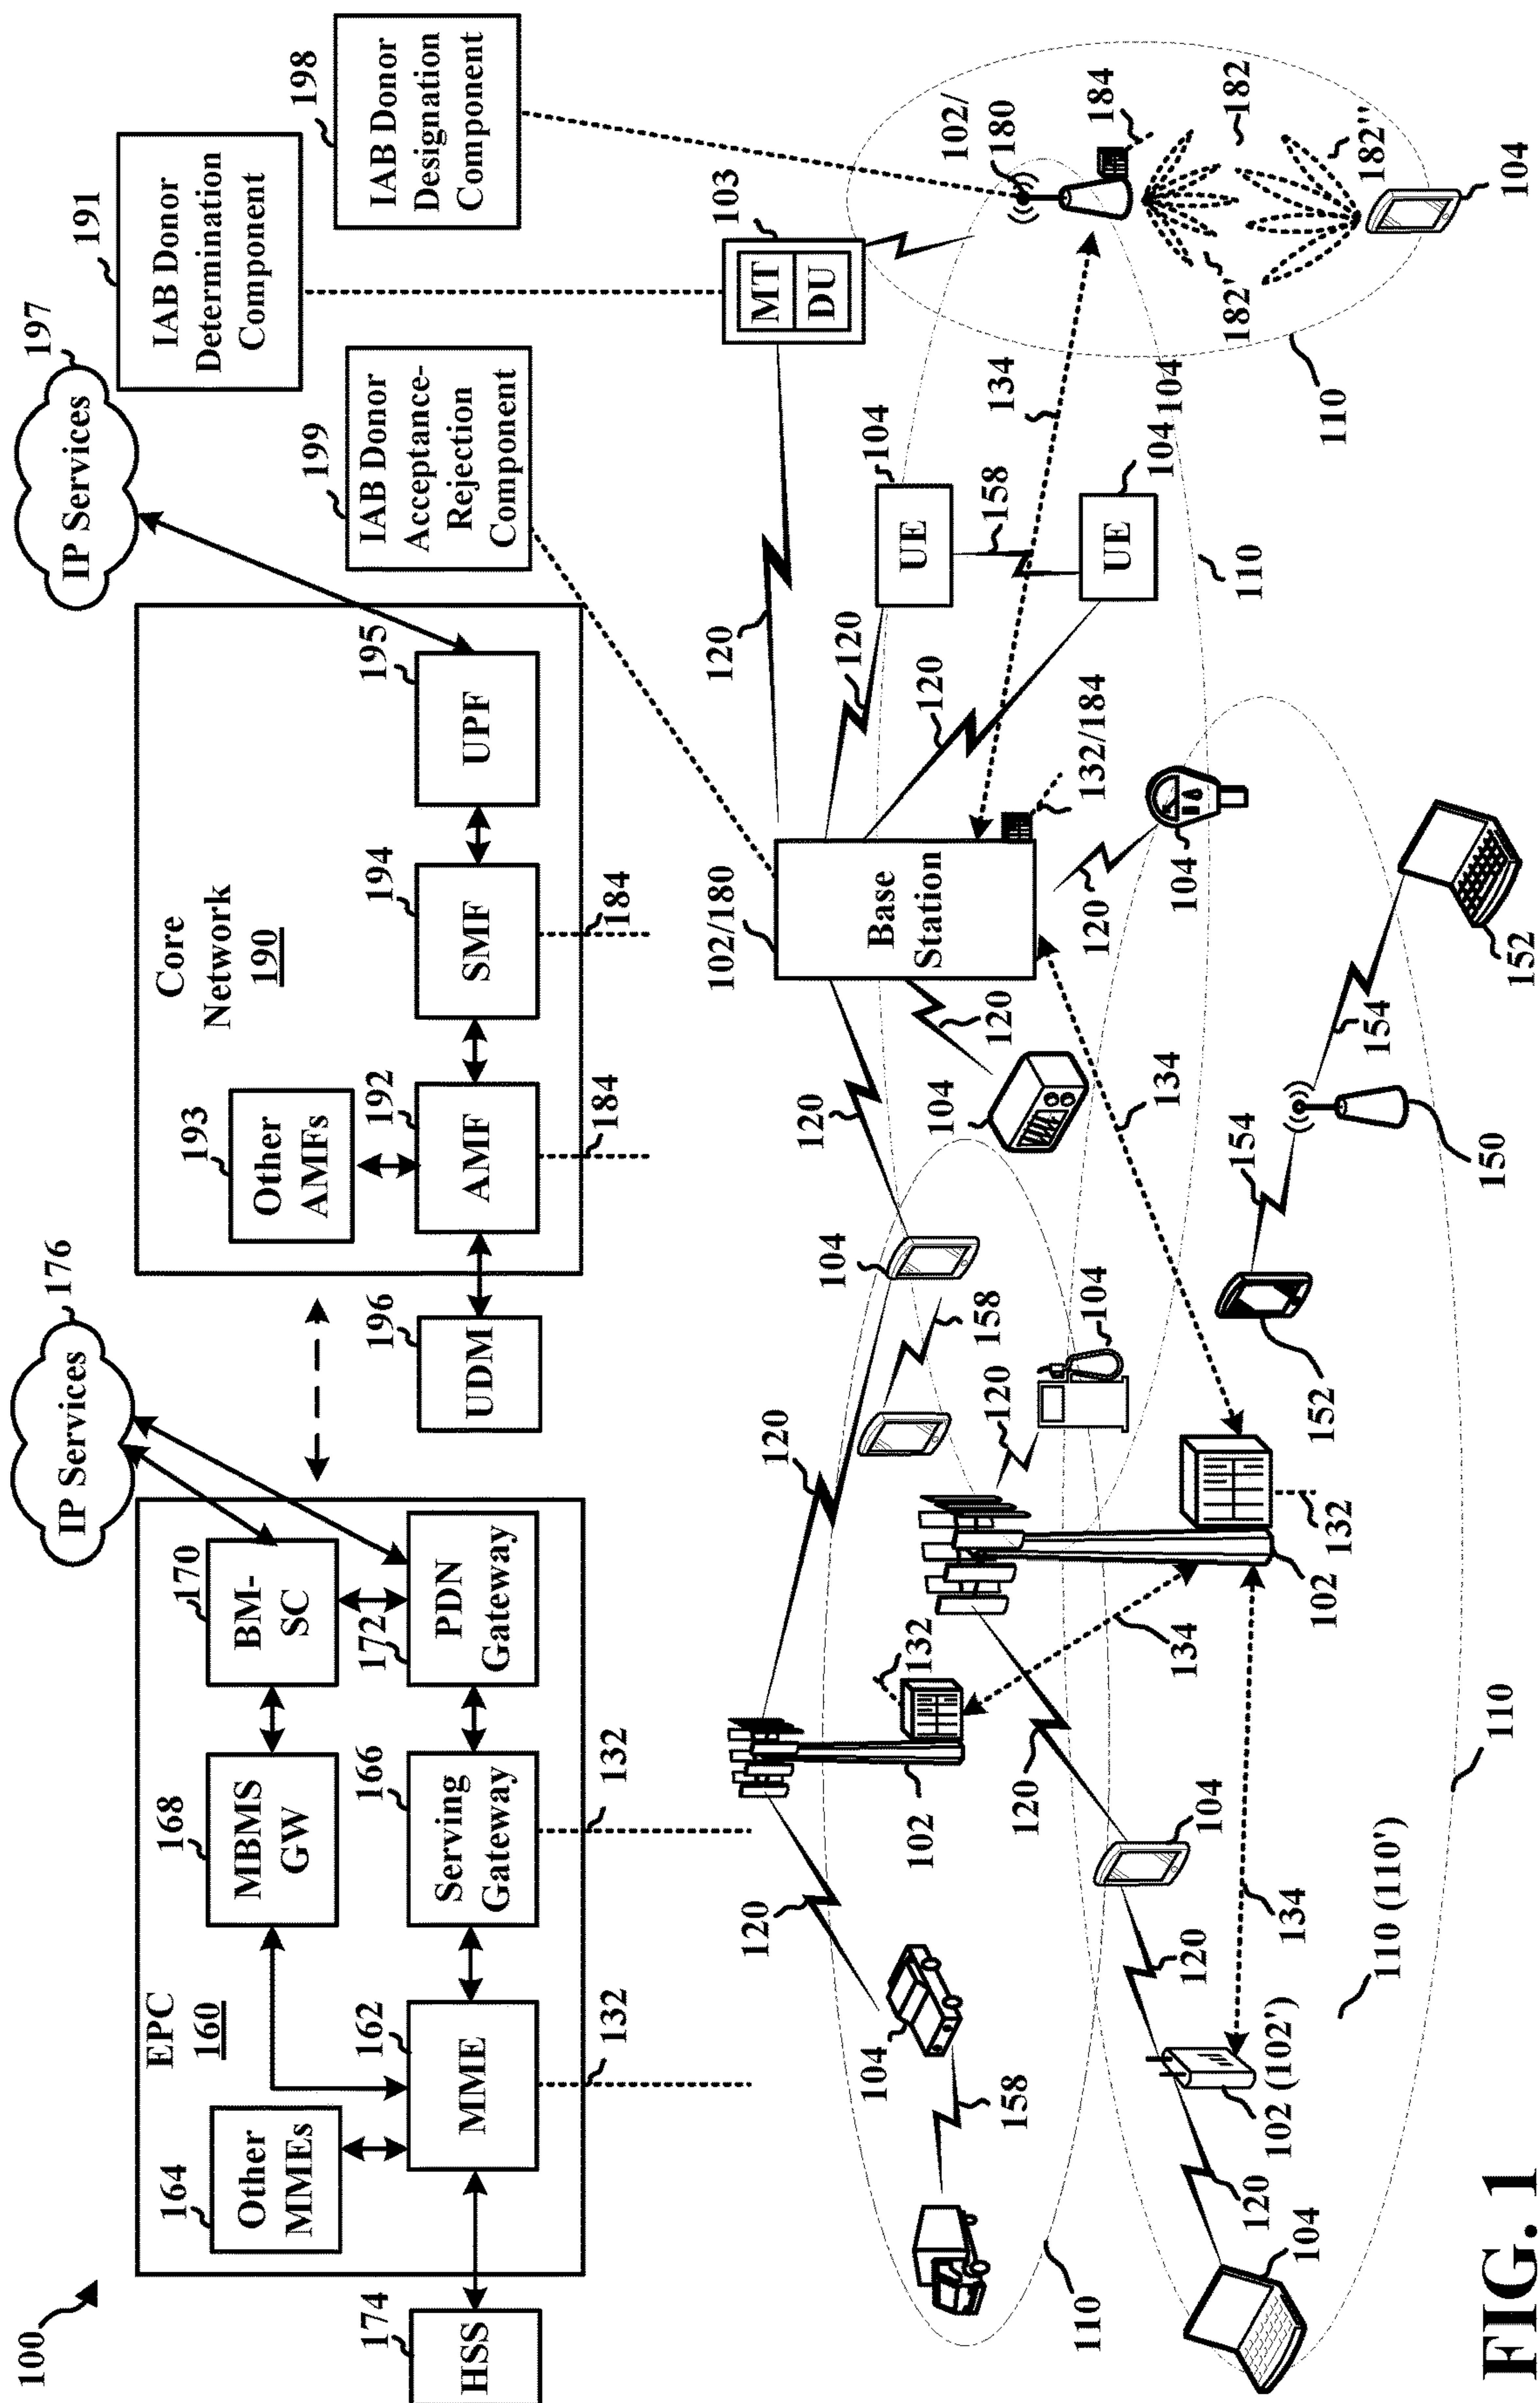 100
174
HSS
EPC
160
164
Other
MMEs
162
MME
168
MBMS
GW
166
Serving
Gateway
170
BM-
SC
172
PDN
Gateway
IP Services
176
132
132
196
UDM
Core
Network
190
193
Other
AMFs
192
AMF
194
SMF
195
UPF
184
184
IP Services
197
191
IAB Donor
Determination
Component
199
IAB Donor
Acceptance-
Rejection
Component
198
IAB Donor
Designation
Component
103
MT
DU
102/
180
184
182
182'
182''
104
110
134
120
104
UE
158
104
UE
104
120
120
110
102/180
Base
Station
132/184
120
104
120
104
120
104
158
120
134
120
104
132
102
120
104
158
110
132
102
134
120
104
120
134
102 (102')
120
104
110 (110')
110
152
154
150
154
152
FIG. 1